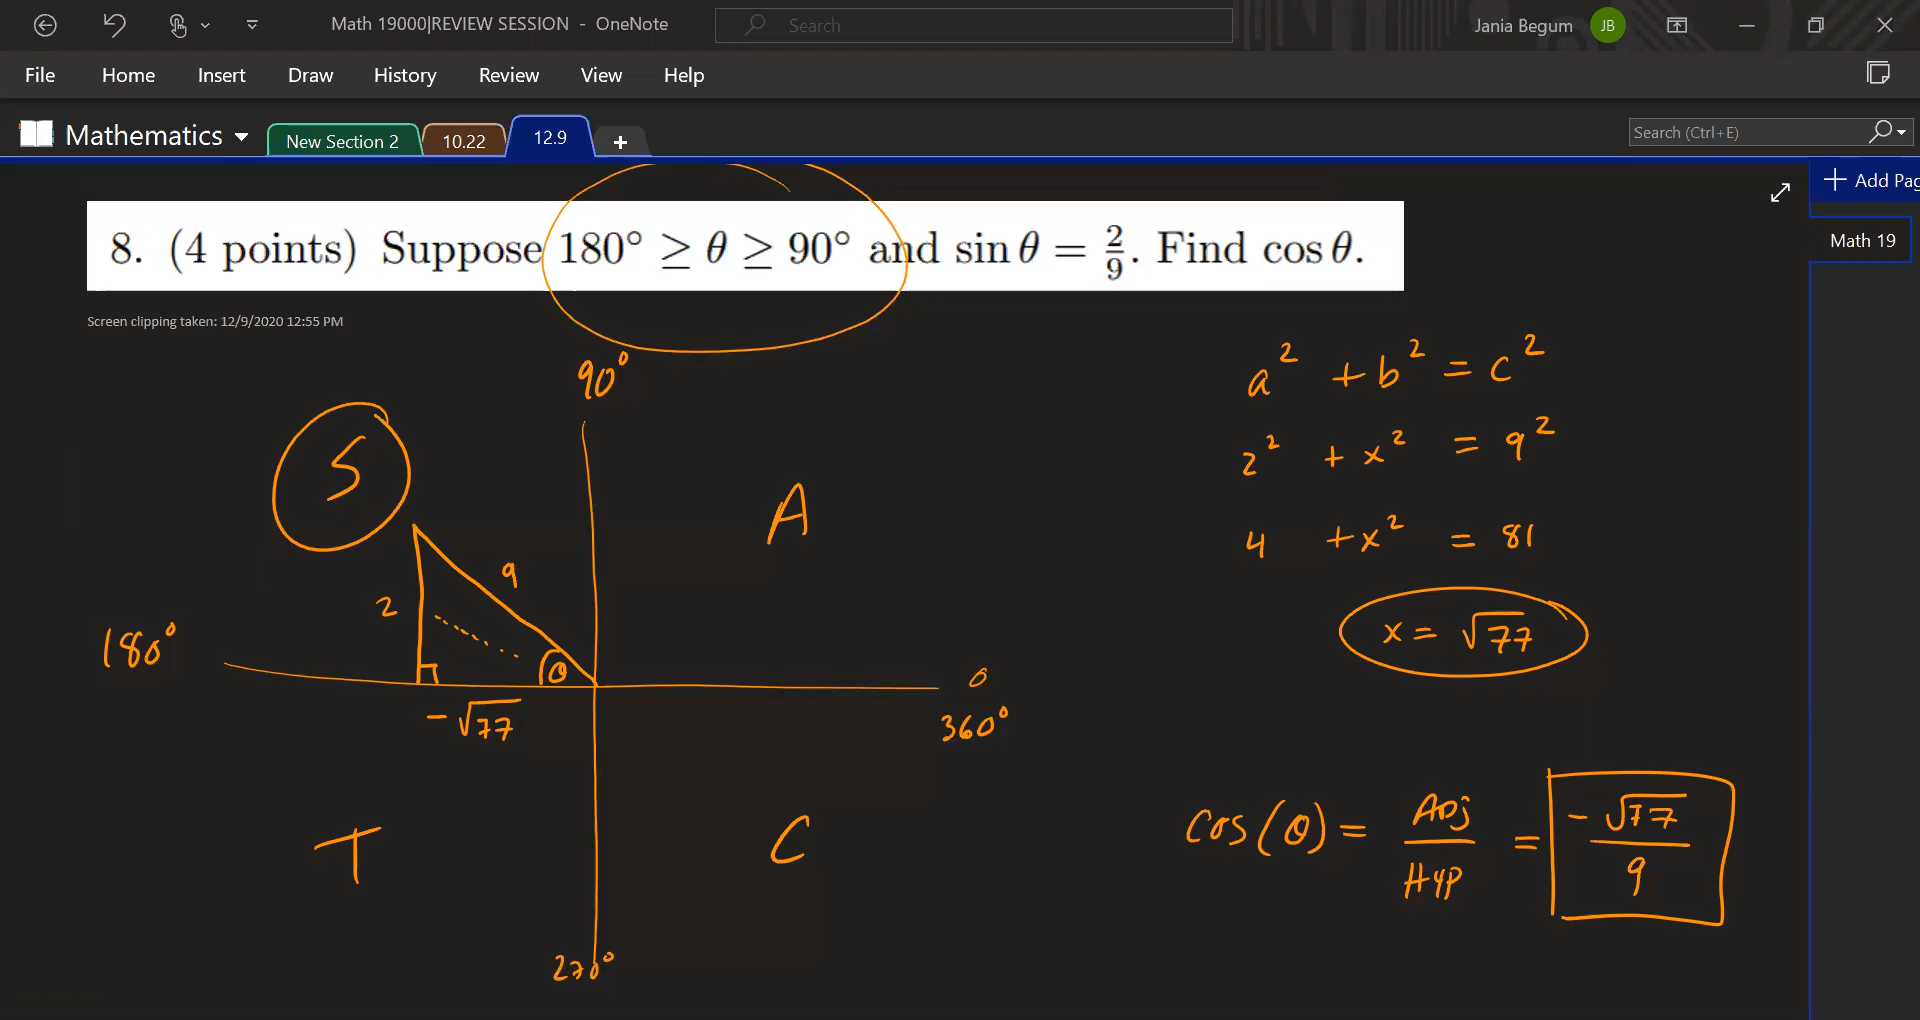 Math 19000|REVIEW SESSION - OneNote
Search
Jania Begum
JB
File Home Insert Draw History Review View Help
Mathematics
New Section 2
10.22
12.9
+
Search (Ctrl+E)
Add Pag
Math 19
8. (4 points) Suppose 180° ≥ θ ≥ 90° and sin θ = 2/9. Find cos θ.
Screen clipping taken: 12/9/2020 12:55 PM
90°
S
A
9
2
180°
θ
0
360°
-√77
T
C
270°
a² + b² = c²
2² + x² = 9²
4 + x² = 81
x = √77
cos(θ) = ADj/Hyp = -√77/9